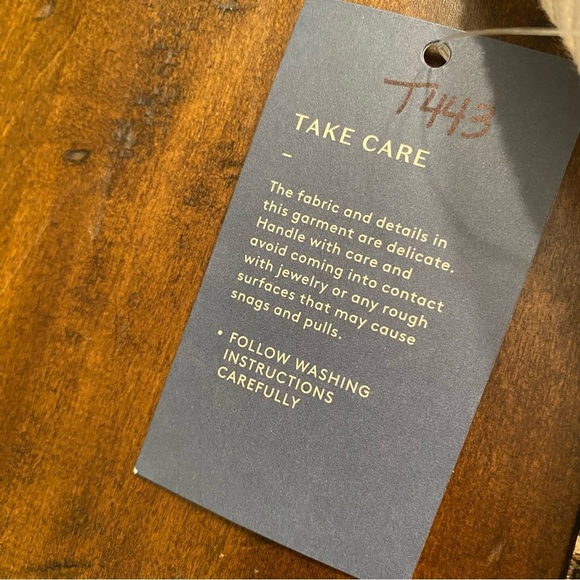 T443
TAKE CARE
–
The fabric and details in
this garment are delicate.
Handle with care and
avoid coming into contact
with jewelry or any rough
surfaces that may cause
snags and pulls.
• FOLLOW WASHING
INSTRUCTIONS
CAREFULLY